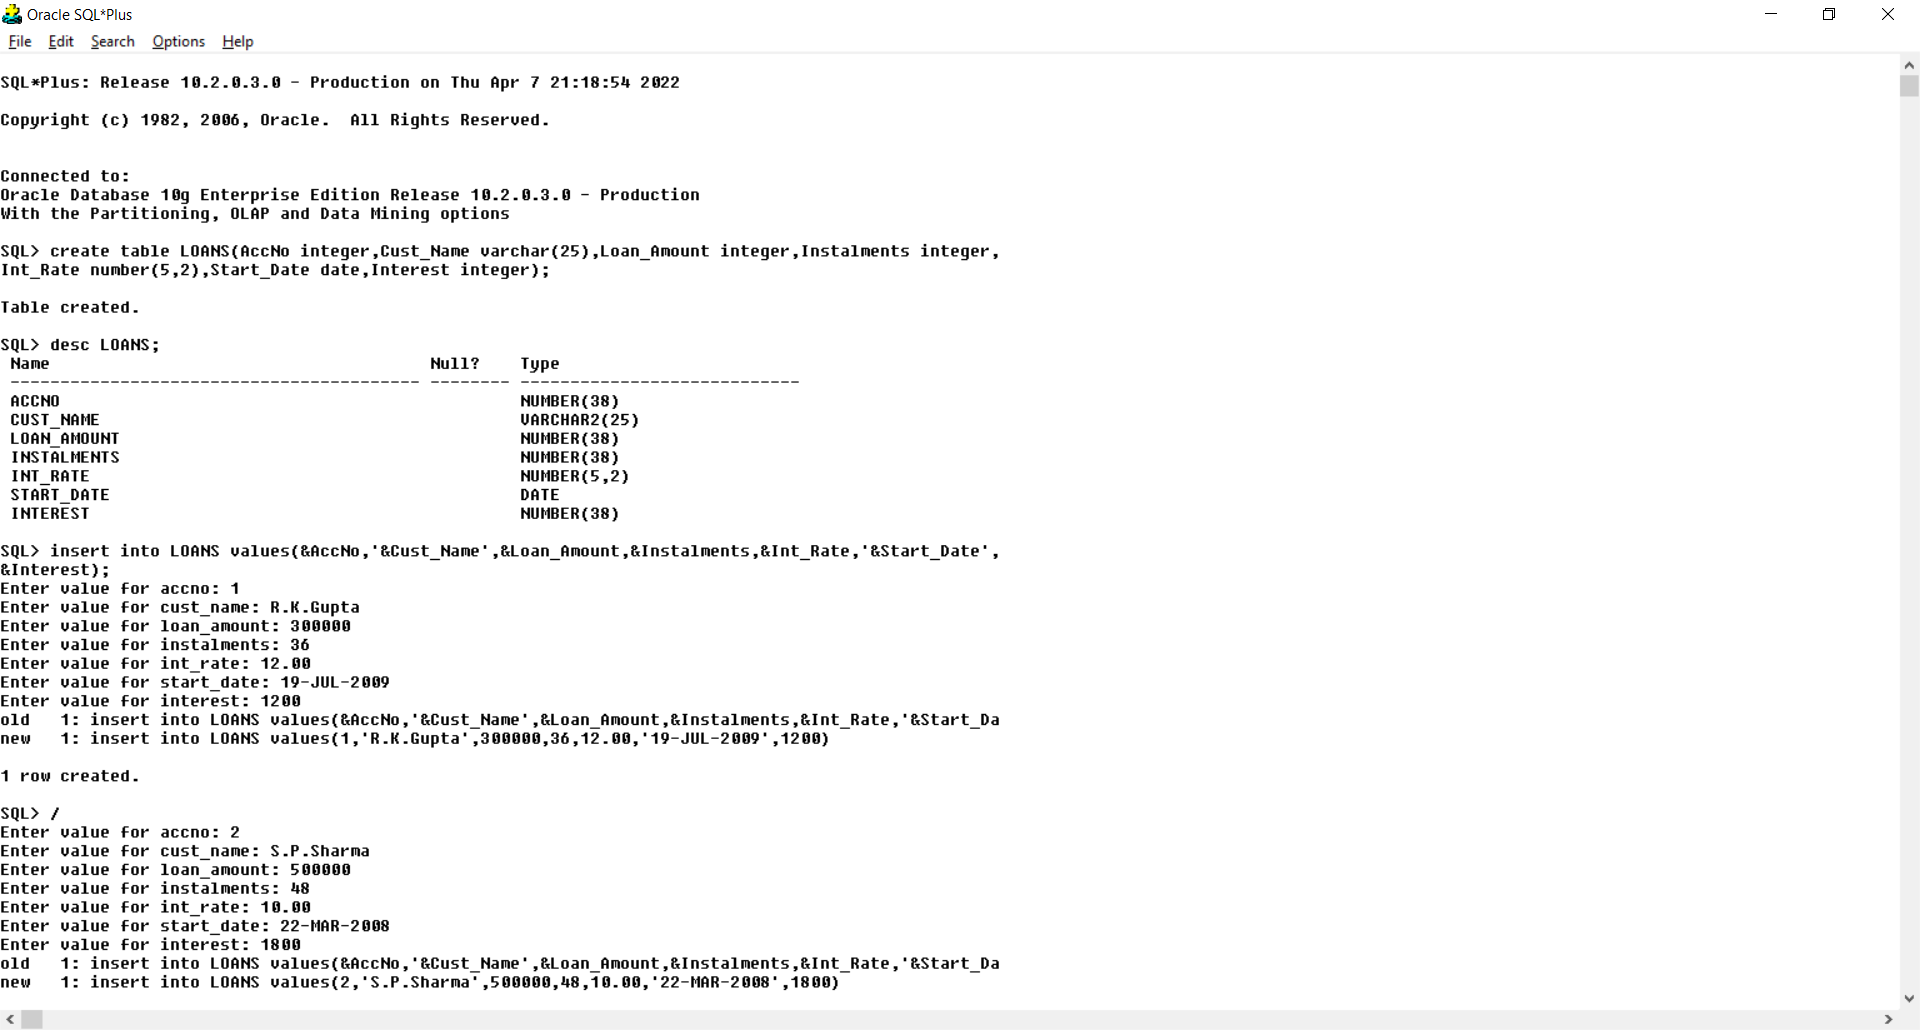 Oracle SQL*Plus
File Edit Search Options Help
SQL*Plus: Release 10.2.0.3.0 - Production on Thu Apr 7 21:18:54 2022
Copyright (c) 1982, 2006, Oracle.  All Rights Reserved.
Connected to:
Oracle Database 10g Enterprise Edition Release 10.2.0.3.0 - Production
With the Partitioning, OLAP and Data Mining options
SQL> create table LOANS(AccNo integer,Cust_Name varchar(25),Loan_Amount integer,Instalments integer,
Int_Rate number(5,2),Start_Date date,Interest integer);
Table created.
SQL> desc LOANS;
Name Null? Type
----------------------------------------- -------- ----------------------------
ACCNO NUMBER(38)
CUST_NAME VARCHAR2(25)
LOAN_AMOUNT NUMBER(38)
INSTALMENTS NUMBER(38)
INT_RATE NUMBER(5,2)
START_DATE DATE
INTEREST NUMBER(38)
SQL> insert into LOANS values(&AccNo,'&Cust_Name',&Loan_Amount,&Instalments,&Int_Rate,'&Start_Date',
&Interest);
Enter value for accno: 1
Enter value for cust_name: R.K.Gupta
Enter value for loan_amount: 300000
Enter value for instalments: 36
Enter value for int_rate: 12.00
Enter value for start_date: 19-JUL-2009
Enter value for interest: 1200
old   1: insert into LOANS values(&AccNo,'&Cust_Name',&Loan_Amount,&Instalments,&Int_Rate,'&Start_Da
new   1: insert into LOANS values(1,'R.K.Gupta',300000,36,12.00,'19-JUL-2009',1200)
1 row created.
SQL> /
Enter value for accno: 2
Enter value for cust_name: S.P.Sharma
Enter value for loan_amount: 500000
Enter value for instalments: 48
Enter value for int_rate: 10.00
Enter value for start_date: 22-MAR-2008
Enter value for interest: 1800
old   1: insert into LOANS values(&AccNo,'&Cust_Name',&Loan_Amount,&Instalments,&Int_Rate,'&Start_Da
new   1: insert into LOANS values(2,'S.P.Sharma',500000,48,10.00,'22-MAR-2008',1800)